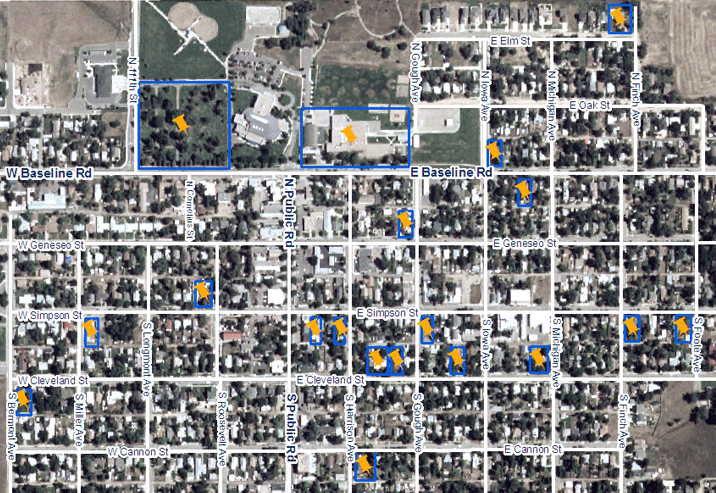 E Elm St
N 111th St
N Gough Ave
N Iowa Ave
N Michigan Ave
N Finch Ave
E Oak St
W Baseline Rd
E Baseline Rd
N Cornelius St
N Public Rd
W Geneseo St
E Geneseo St
W Simpson St
E Simpson St
S Longmont Ave
S Iowa Ave
S Michigan Ave
S Foote Ave
W Cleveland St
E Cleveland St
S Bermont Ave
S Miller Ave
S Roosevelt Ave
S Public Rd
S Harrison Ave
S Gough Ave
S Finch Ave
W Cannon St
E Cannon St